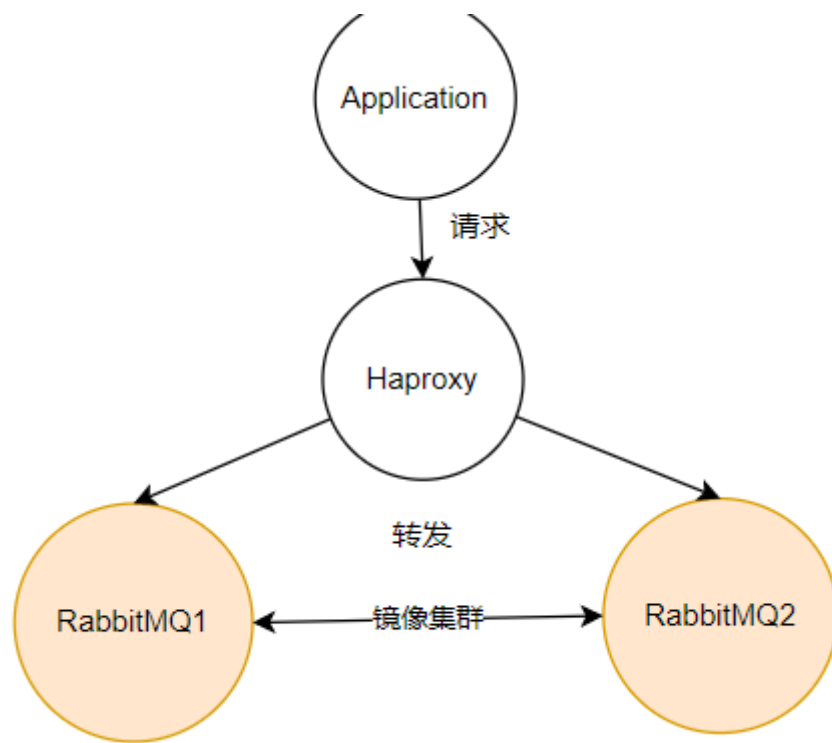 Application
请求
Haproxy
转发
RabbitMQ1
镜像集群
RabbitMQ2